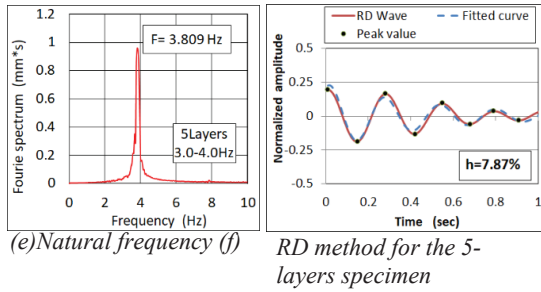 1.2
1
0.8
0.6
0.4
0.2
0
Fourie spectrum (mm*s)
F= 3.809 Hz
5Layers
3.0-4.0Hz
0 2 4 6 8 10
Frequency (Hz)
(e)Natural frequency (f)
RD Wave
Fitted curve
Peak value
0.5
0.25
0
-0.25
-0.5
Normalized amplitude
h=7.87%
0 0.2 0.4 0.6 0.8 1
Time (sec)
RD method for the 5-
layers specimen